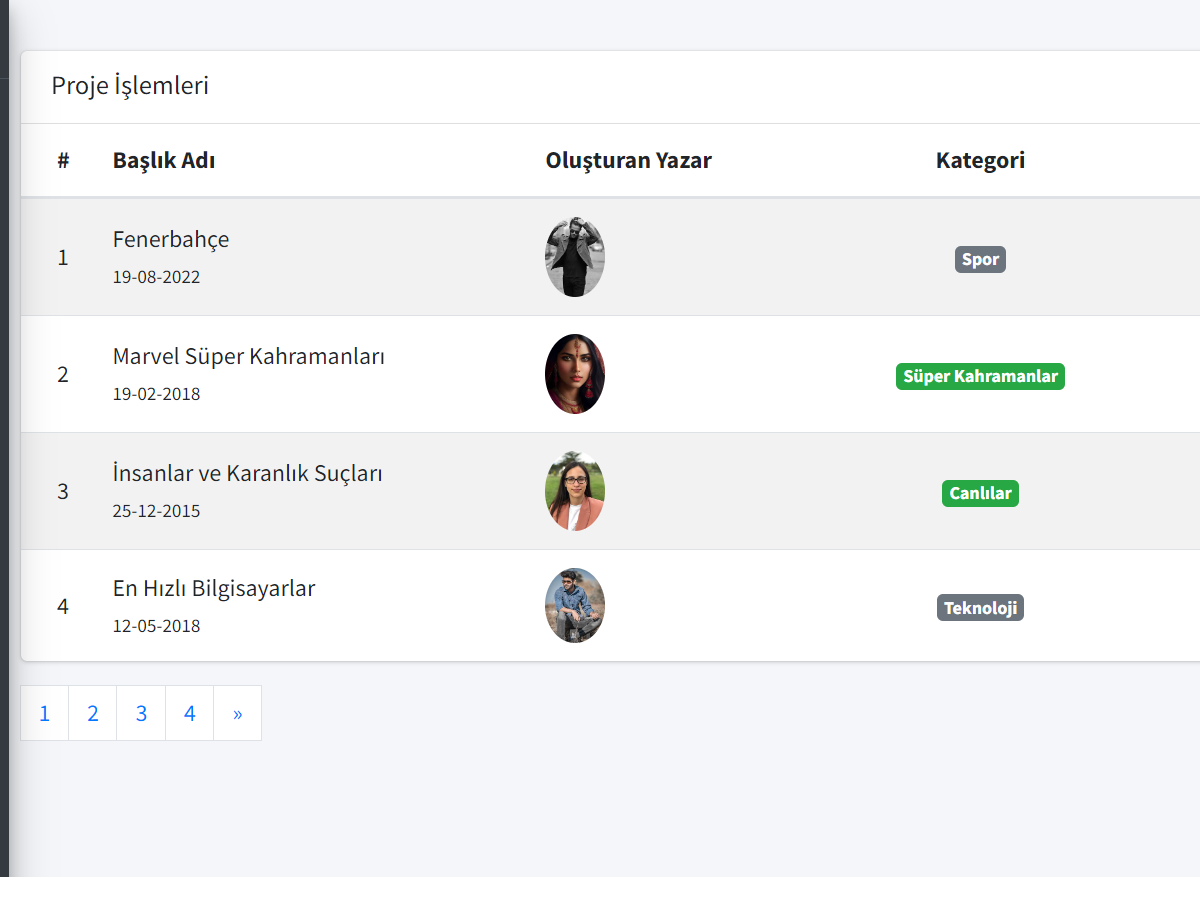 Proje İşlemleri
# Başlık Adı Oluşturan Yazar Kategori
1 Fenerbahçe Spor
19-08-2022
2 Marvel Süper Kahramanları Süper Kahramanlar
19-02-2018
3 İnsanlar ve Karanlık Suçları Canlılar
25-12-2015
4 En Hızlı Bilgisayarlar Teknoloji
12-05-2018
1 2 3 4 »